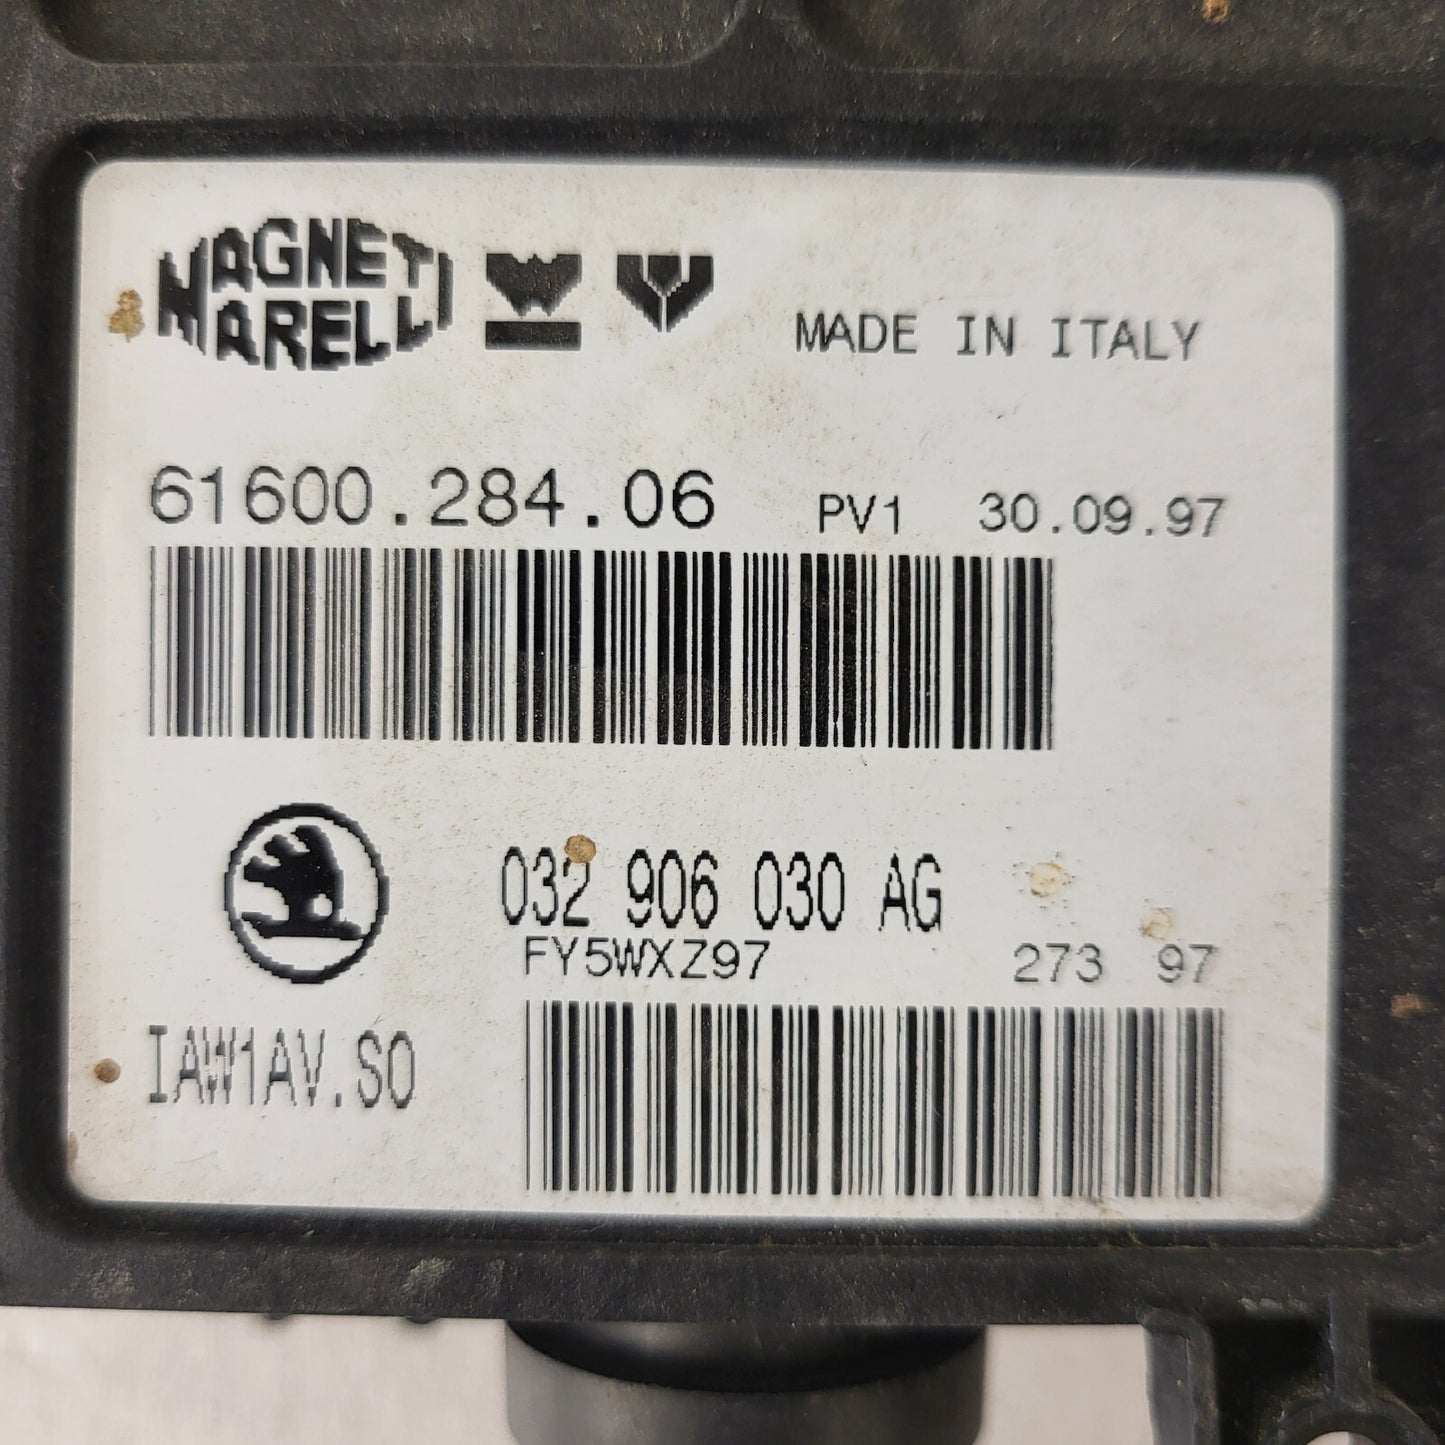 MAGNETI
MARELLI
MADE IN ITALY
61600.284.06 PV1 30.09.97
032 906 030 AG
FY5WXZ97 273 97
IAW1AV.S0